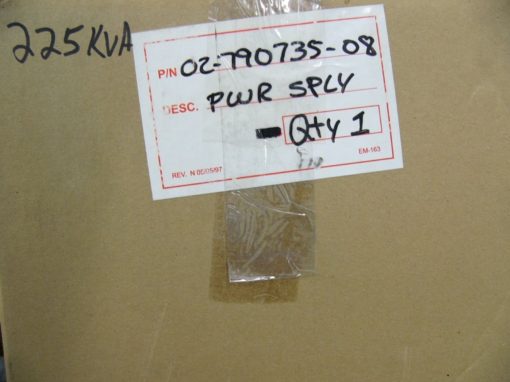 225KVA
P/N 02-790735-08
DESC. PWR SPLY
Qty 1
EM-163
REV. N 05/05/97